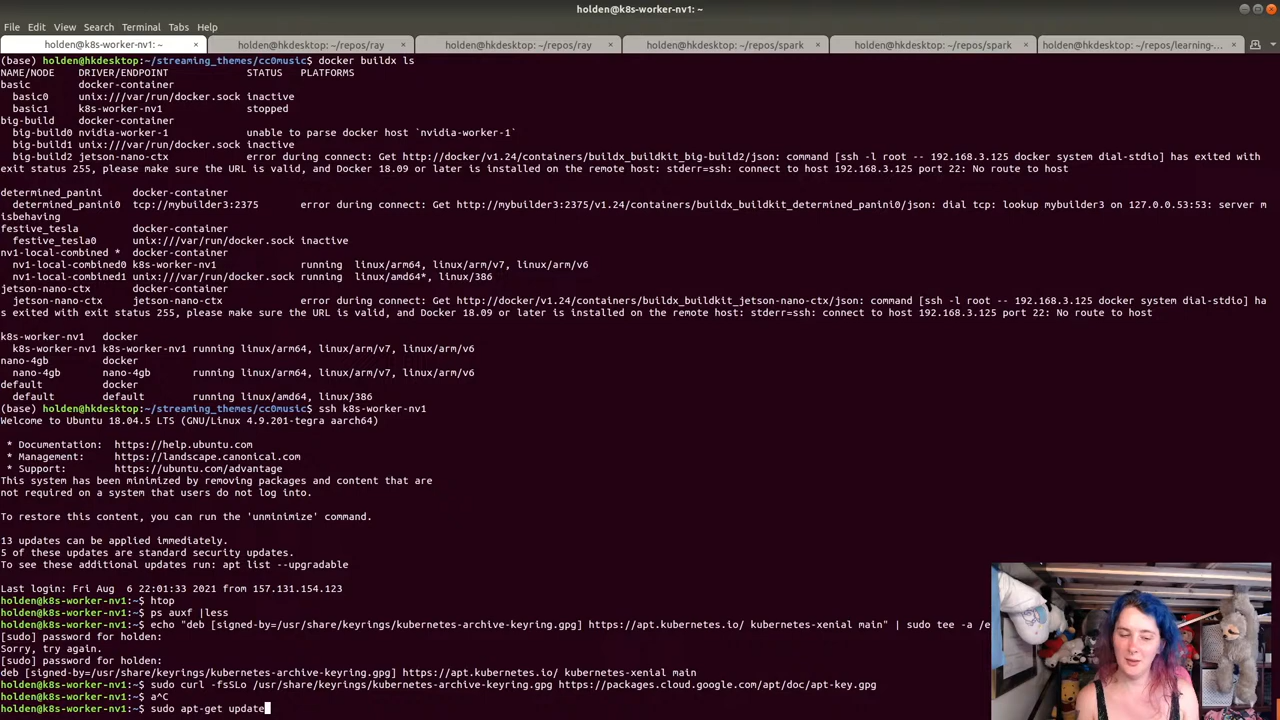 holden@k8s-worker-nv1: ~
File Edit View Search Terminal Tabs Help
holden@k8s-worker-nv1: ~ × holden@hkdesktop: ~/repos/ray × holden@hkdesktop: ~/repos/ray × holden@hkdesktop: ~/repos/spark × holden@hkdesktop: ~/repos/spark × holden@hkdesktop: ~/repos/learning-... ×
(base) holden@hkdesktop:~/streaming_themes/cc0music$ docker buildx ls
NAME/NODE DRIVER/ENDPOINT STATUS PLATFORMS
basic docker-container
basic0 unix:///var/run/docker.sock inactive
basic1 k8s-worker-nv1 stopped
big-build docker-container
big-build0 nvidia-worker-1 unable to parse docker host `nvidia-worker-1`
big-build1 unix:///var/run/docker.sock inactive
big-build2 jetson-nano-ctx error during connect: Get http://docker/v1.24/containers/buildx_buildkit_big-build2/json: command [ssh -l root -- 192.168.3.125 docker system dial-stdio] has exited with
exit status 255, please make sure the URL is valid, and Docker 18.09 or later is installed on the remote host: stderr=ssh: connect to host 192.168.3.125 port 22: No route to host
determined_panini docker-container
determined_panini0 tcp://mybuilder3:2375 error during connect: Get http://mybuilder3:2375/v1.24/containers/buildx_buildkit_determined_panini0/json: dial tcp: lookup mybuilder3 on 127.0.0.53:53: server m
isbehaving
festive_tesla docker-container
festive_tesla0 unix:///var/run/docker.sock inactive
nv1-local-combined * docker-container
nv1-local-combined0 k8s-worker-nv1 running linux/arm64, linux/arm/v7, linux/arm/v6
nv1-local-combined1 unix:///var/run/docker.sock running linux/amd64*, linux/386
jetson-nano-ctx docker-container
jetson-nano-ctx jetson-nano-ctx error during connect: Get http://docker/v1.24/containers/buildx_buildkit_jetson-nano-ctx/json: command [ssh -l root -- 192.168.3.125 docker system dial-stdio] ha
s exited with exit status 255, please make sure the URL is valid, and Docker 18.09 or later is installed on the remote host: stderr=ssh: connect to host 192.168.3.125 port 22: No route to host
k8s-worker-nv1 docker
k8s-worker-nv1 k8s-worker-nv1 running linux/arm64, linux/arm/v7, linux/arm/v6
nano-4gb docker
nano-4gb nano-4gb running linux/arm64, linux/arm/v7, linux/arm/v6
default docker
default default running linux/amd64, linux/386
(base) holden@hkdesktop:~/streaming_themes/cc0music$ ssh k8s-worker-nv1
Welcome to Ubuntu 18.04.5 LTS (GNU/Linux 4.9.201-tegra aarch64)
* Documentation: https://help.ubuntu.com
* Management: https://landscape.canonical.com
* Support: https://ubuntu.com/advantage
This system has been minimized by removing packages and content that are
not required on a system that users do not log into.
To restore this content, you can run the 'unminimize' command.
13 updates can be applied immediately.
5 of these updates are standard security updates.
To see these additional updates run: apt list --upgradable
Last login: Fri Aug 6 22:01:33 2021 from 157.131.154.123
holden@k8s-worker-nv1:~$ htop
holden@k8s-worker-nv1:~$ ps auxf |less
holden@k8s-worker-nv1:~$ echo "deb [signed-by=/usr/share/keyrings/kubernetes-archive-keyring.gpg] https://apt.kubernetes.io/ kubernetes-xenial main" | sudo tee -a /e
[sudo] password for holden:
Sorry, try again.
[sudo] password for holden:
deb [signed-by=/usr/share/keyrings/kubernetes-archive-keyring.gpg] https://apt.kubernetes.io/ kubernetes-xenial main
holden@k8s-worker-nv1:~$ sudo curl -fsSLo /usr/share/keyrings/kubernetes-archive-keyring.gpg https://packages.cloud.google.com/apt/doc/apt-key.gpg
holden@k8s-worker-nv1:~$ a^C
holden@k8s-worker-nv1:~$ sudo apt-get update